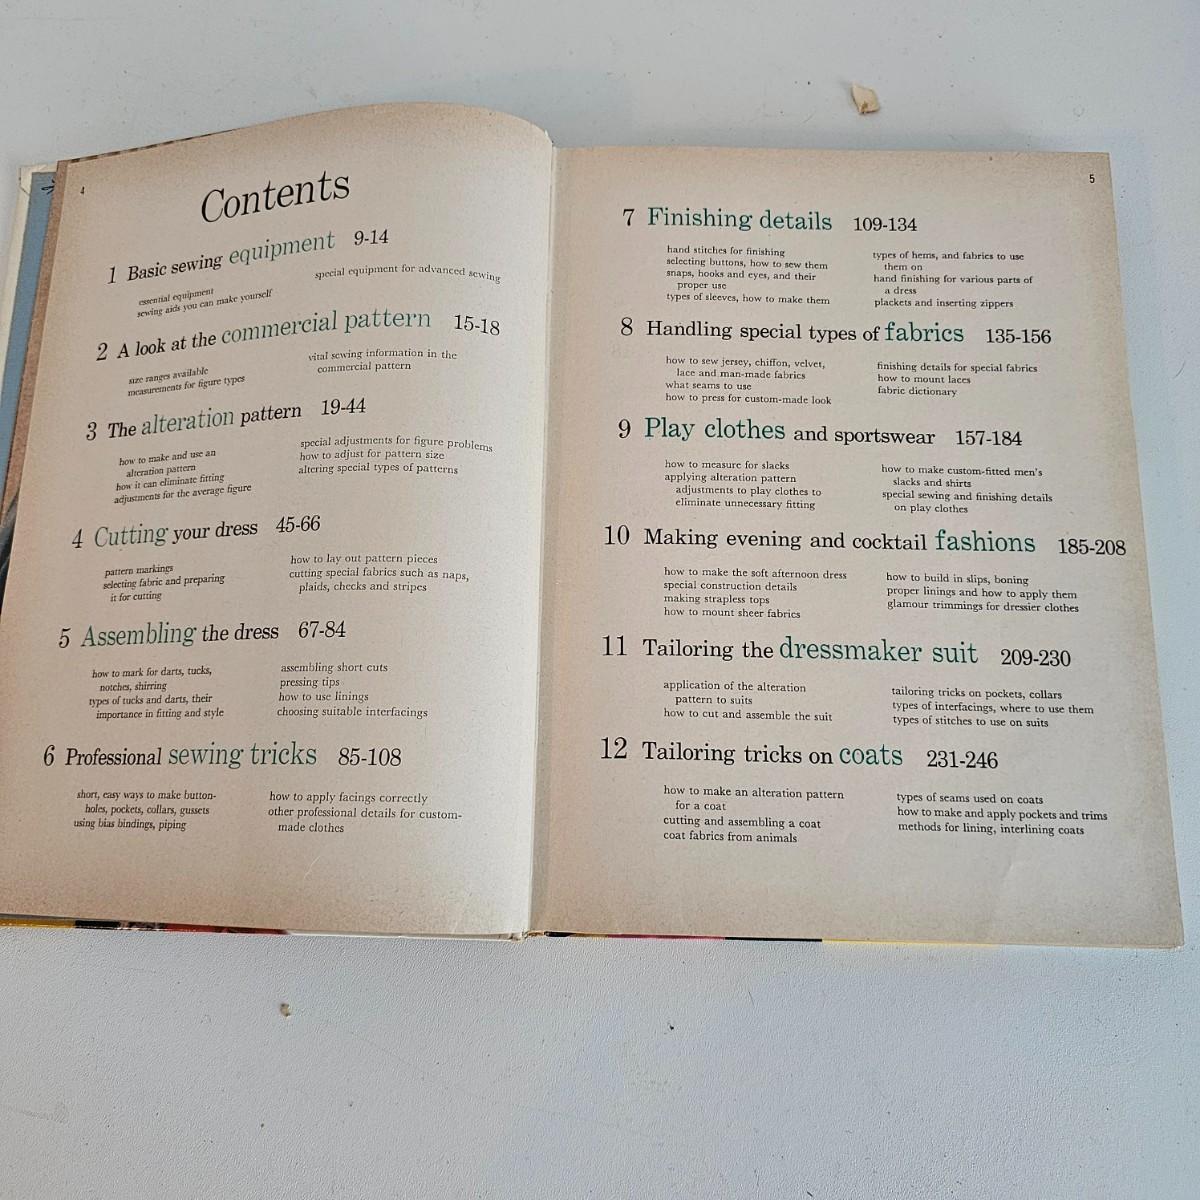 4
Contents
1 Basic sewing equipment 9-14
essential equipment
sewing aids you can make yourself
special equipment for advanced sewing
2 A look at the commercial pattern 15-18
size ranges available
measurements for figure types
vital sewing information in the
commercial pattern
3 The alteration pattern 19-44
how to make and use an
alteration pattern
how it can eliminate fitting
adjustments for the average figure
special adjustments for figure problems
how to adjust for pattern size
altering special types of patterns
4 Cutting your dress 45-66
pattern markings
selecting fabric and preparing
it for cutting
how to lay out pattern pieces
cutting special fabrics such as naps,
plaids, checks and stripes
5 Assembling the dress 67-84
how to mark for darts, tucks,
notches, shirring
types of tucks and darts, their
importance in fitting and style
assembling short cuts
pressing tips
how to use linings
choosing suitable interfacings
6 Professional sewing tricks 85-108
short, easy ways to make button-
holes, pockets, collars, gussets
using bias bindings, piping
how to apply facings correctly
other professional details for custom-
made clothes
5
7 Finishing details 109-134
hand stitches for finishing
selecting buttons, how to sew them
snaps, hooks and eyes, and their
proper use
types of sleeves, how to make them
types of hems, and fabrics to use
them on
hand finishing for various parts of
a dress
plackets and inserting zippers
8 Handling special types of fabrics 135-156
how to sew jersey, chiffon, velvet,
lace and man-made fabrics
what seams to use
how to press for custom-made look
finishing details for special fabrics
how to mount laces
fabric dictionary
9 Play clothes and sportswear 157-184
how to measure for slacks
applying alteration pattern
adjustments to play clothes to
eliminate unnecessary fitting
how to make custom-fitted men's
slacks and shirts
special sewing and finishing details
on play clothes
10 Making evening and cocktail fashions 185-208
how to make the soft afternoon dress
special construction details
making strapless tops
how to mount sheer fabrics
how to build in slips, boning
proper linings and how to apply them
glamour trimmings for dressier clothes
11 Tailoring the dressmaker suit 209-230
application of the alteration
pattern to suits
how to cut and assemble the suit
tailoring tricks on pockets, collars
types of interfacings, where to use them
types of stitches to use on suits
12 Tailoring tricks on coats 231-246
how to make an alteration pattern
for a coat
cutting and assembling a coat
coat fabrics from animals
types of seams used on coats
how to make and apply pockets and trims
methods for lining, interlining coats